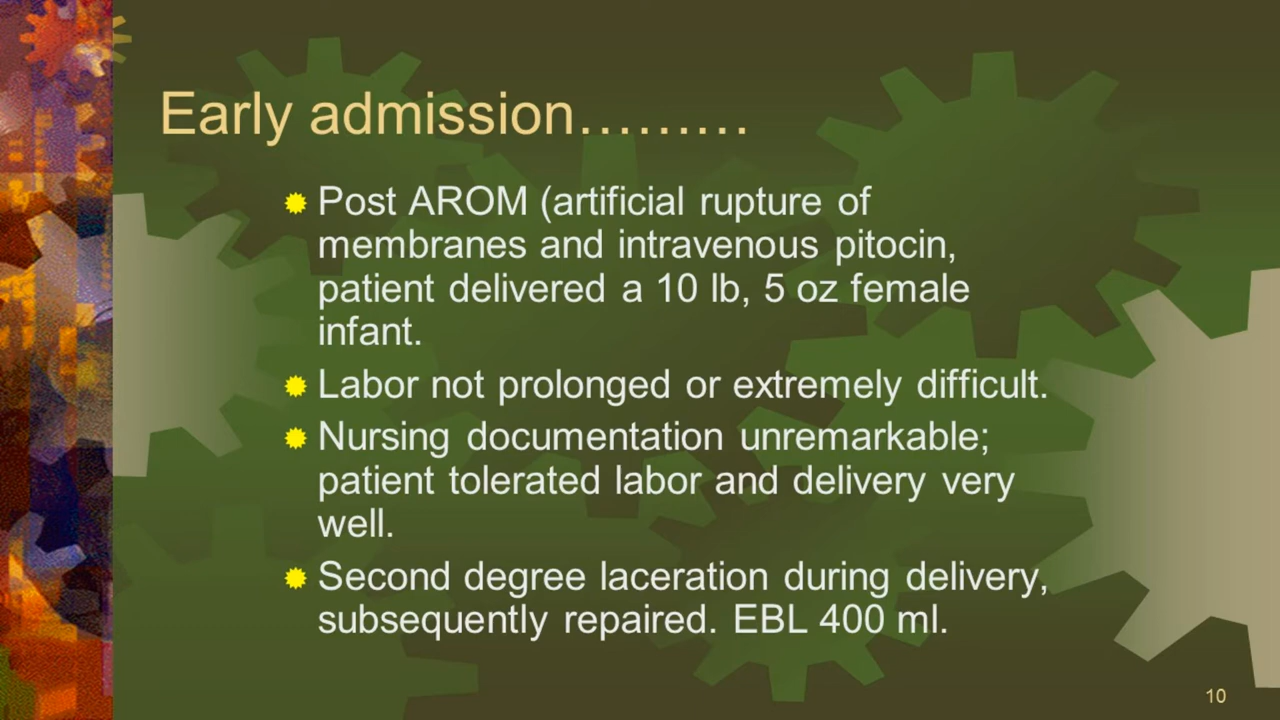 Early admission………
Post AROM (artificial rupture of
membranes and intravenous pitocin,
patient delivered a 10 lb, 5 oz female
infant.
Labor not prolonged or extremely difficult.
Nursing documentation unremarkable;
patient tolerated labor and delivery very
well.
Second degree laceration during delivery,
subsequently repaired. EBL 400 ml.
10